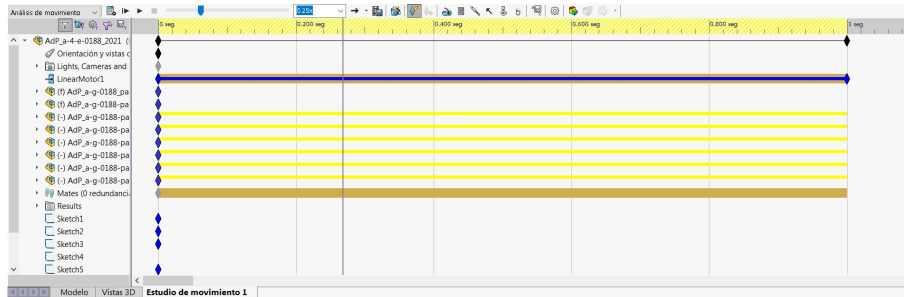 Análisis de movimiento
0.25x
0 seg 0.200 seg 0.400 seg 0.600 seg 0.800 seg 1 seg
AdP_a-4-e-0188_2021 (
Orientación y vistas c
Lights, Cameras and
LinearMotor1
(f) AdP_a-g-0188_pa
(f) AdP_a-g-0188-pa
(-) AdP_a-g-0188-pa
(-) AdP_a-g-0188-pa
(-) AdP_a-g-0188-pa
(-) AdP_a-g-0188-pa
(-) AdP_a-g-0188-pa
(-) AdP_a-g-0188-pa
Mates (0 redundanci
Results
Sketch1
Sketch2
Sketch3
Sketch4
Sketch5
Modelo Vistas 3D Estudio de movimiento 1